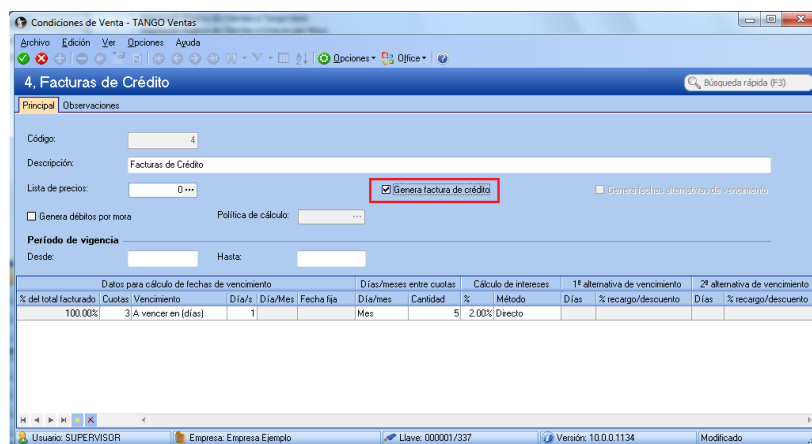 Condiciones de Venta - TANGO Ventas
Archivo Edición Ver Opciones Ayuda
Opciones Office
4, Facturas de Crédito
Búsqueda rápida (F3)
Principal Observaciones
Código: 4
Descripción: Facturas de Crédito
Lista de precios: 0 ... Genera factura de crédito Genera fechas alternativas de vencimiento
Genera débitos por mora Política de cálculo: ...
Período de vigencia
Desde: Hasta:
Datos para cálculo de fechas de vencimiento Días/meses entre cuotas Cálculo de intereses 1º alternativa de vencimiento 2º alternativa de vencimiento
% del total facturado Cuotas Vencimiento Día/s Día/Mes Fecha fija Día/mes Cantidad % Método Días % recargo/descuento Días % recargo/descuento
100.00% 3 A vencer en (días) 1 Mes 5 2.00% Directo
Usuario: SUPERVISOR Empresa: Empresa Ejemplo Llave: 000001/337 Versión: 10.0.0.1134 Modificado